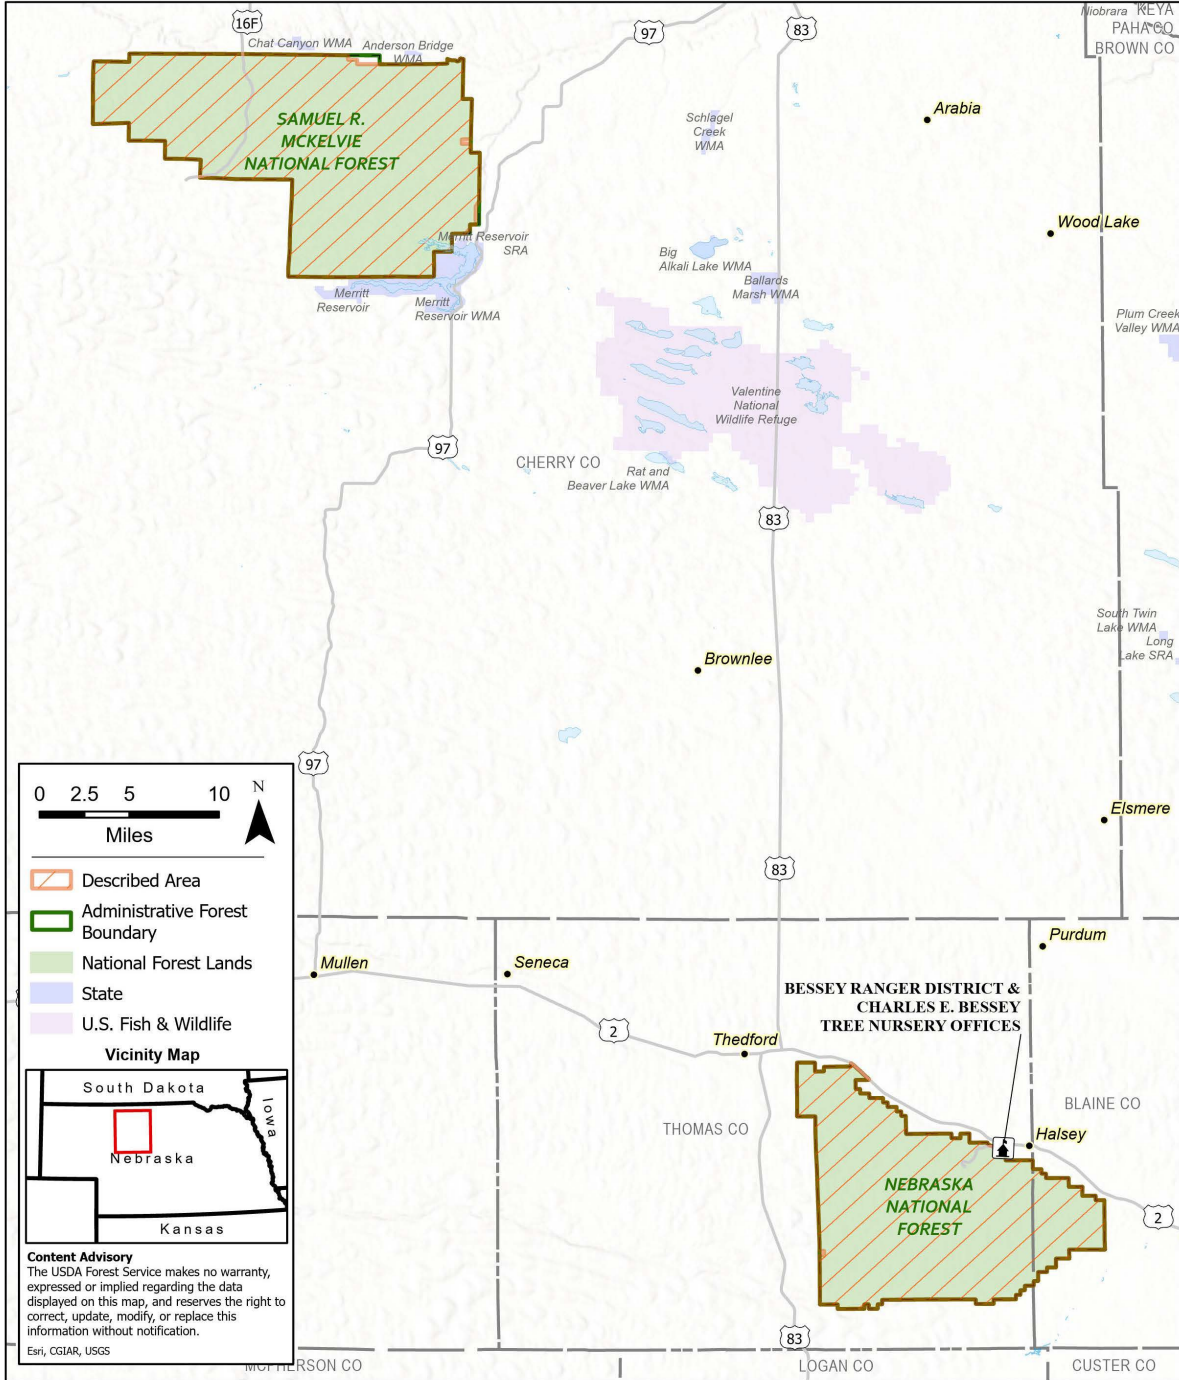 16F
97
83
Niobrara
KEYA
PAHA CO
BROWN CO
Chat Canyon WMA
Anderson Bridge
WMA
SAMUEL R.
MCKELVIE
NATIONAL FOREST
Schlagel
Creek
WMA
Arabia
Wood Lake
Merritt Reservoir
SRA
Big
Alkali Lake WMA
Ballards
Marsh WMA
Merritt
Reservoir
Merritt
Reservoir WMA
Plum Creek
Valley WMA
Valentine
National
Wildlife Refuge
97
CHERRY CO
Rat and
Beaver Lake WMA
83
South Twin
Lake WMA
Long
Lake SRA
Brownlee
97
Elsmere
83
0 2.5 5 10
Miles
N
Described Area
Administrative Forest
Boundary
National Forest Lands
State
U.S. Fish & Wildlife
Vicinity Map
South Dakota
Iowa
Nebraska
Kansas
Content Advisory
The USDA Forest Service makes no warranty,
expressed or implied regarding the data
displayed on this map, and reserves the right to
correct, update, modify, or replace this
information without notification.
Esri, CGIAR, USGS
Mullen
Seneca
Purdum
BESSEY RANGER DISTRICT &
CHARLES E. BESSEY
TREE NURSERY OFFICES
2
Thedford
THOMAS CO
BLAINE CO
Halsey
NEBRASKA
NATIONAL
FOREST
2
83
MCPHERSON CO
LOGAN CO
CUSTER CO